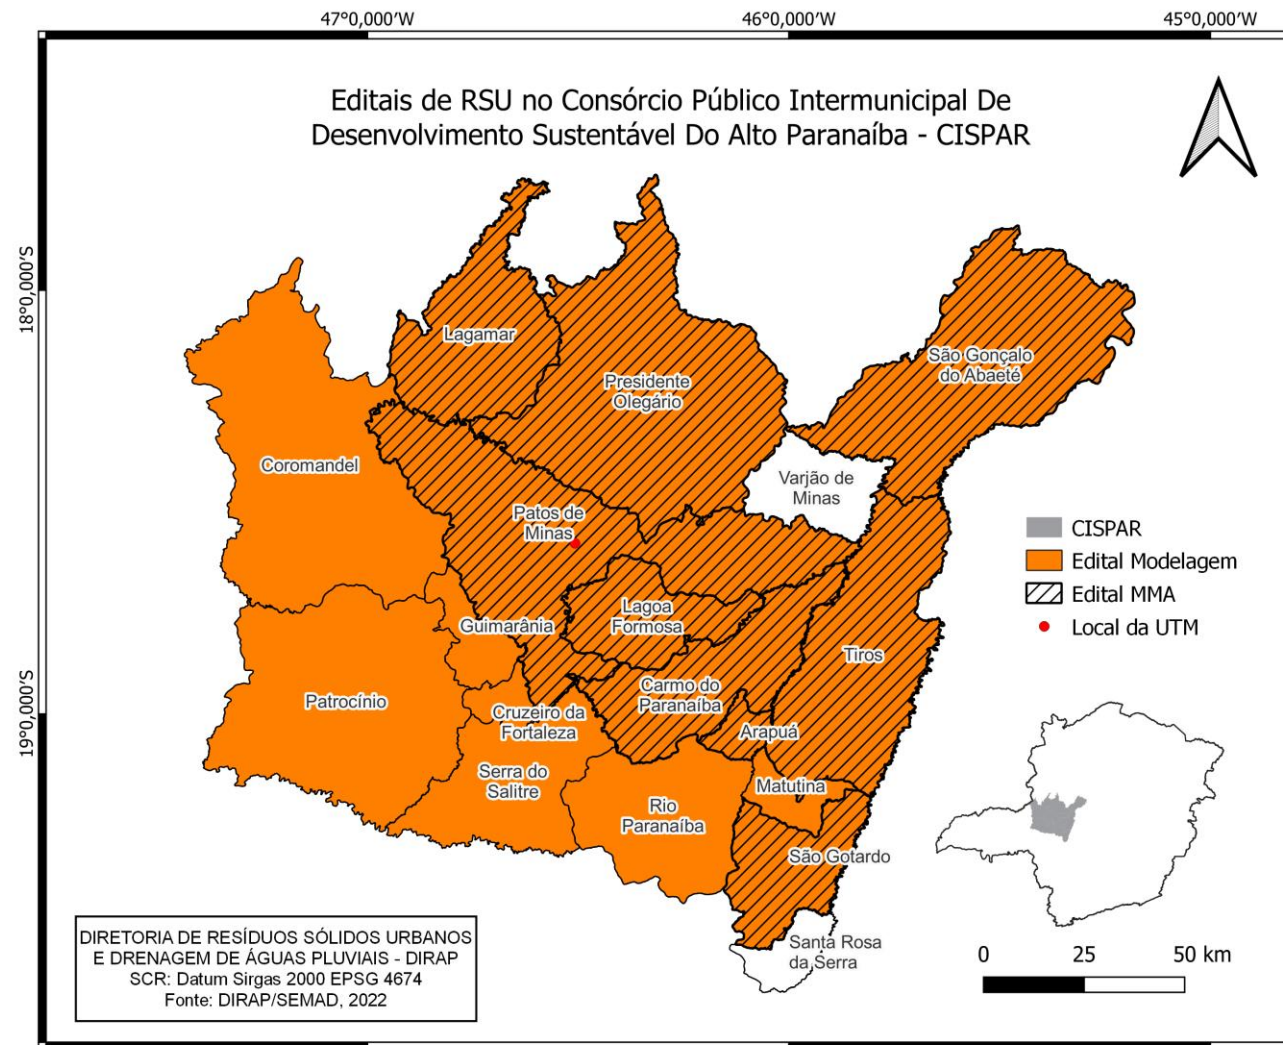 47°0,000'W
46°0,000'W
45°0,000'W
Editais de RSU no Consórcio Público Intermunicipal De
Desenvolvimento Sustentável Do Alto Paranaíba - CISPAR
18°0,000'S
19°0,000'S
Lagamar
Presidente
Olegário
São Gonçalo
do Abaeté
Coromandel
Varjão de
Minas
Patos de
Minas
Lagoa
Formosa
Guimarânia
Tiros
Patrocínio
Carmo do
Paranaíba
Cruzeiro da
Fortaleza
Arapuá
Serra do
Salitre
Matutina
Rio
Paranaíba
São Gotardo
Santa Rosa
da Serra
CISPAR
Edital Modelagem
Edital MMA
Local da UTM
0 25 50 km
DIRETORIA DE RESÍDUOS SÓLIDOS URBANOS
E DRENAGEM DE ÁGUAS PLUVIAIS - DIRAP
SCR: Datum Sirgas 2000 EPSG 4674
Fonte: DIRAP/SEMAD, 2022